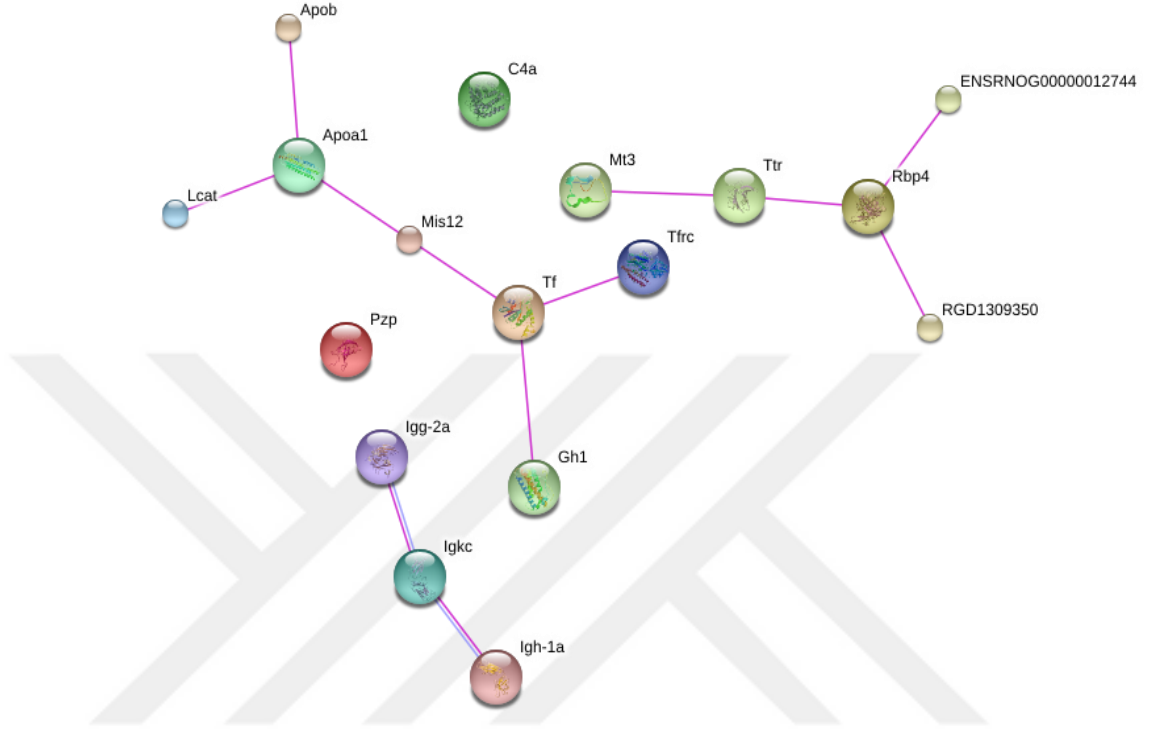 Apob
C4a
ENSRNOG00000012744
Apoa1
Mt3
Ttr
Rbp4
Lcat
Mis12
Tfrc
Tf
RGD1309350
Pzp
Igg-2a
Gh1
Igkc
Igh-1a